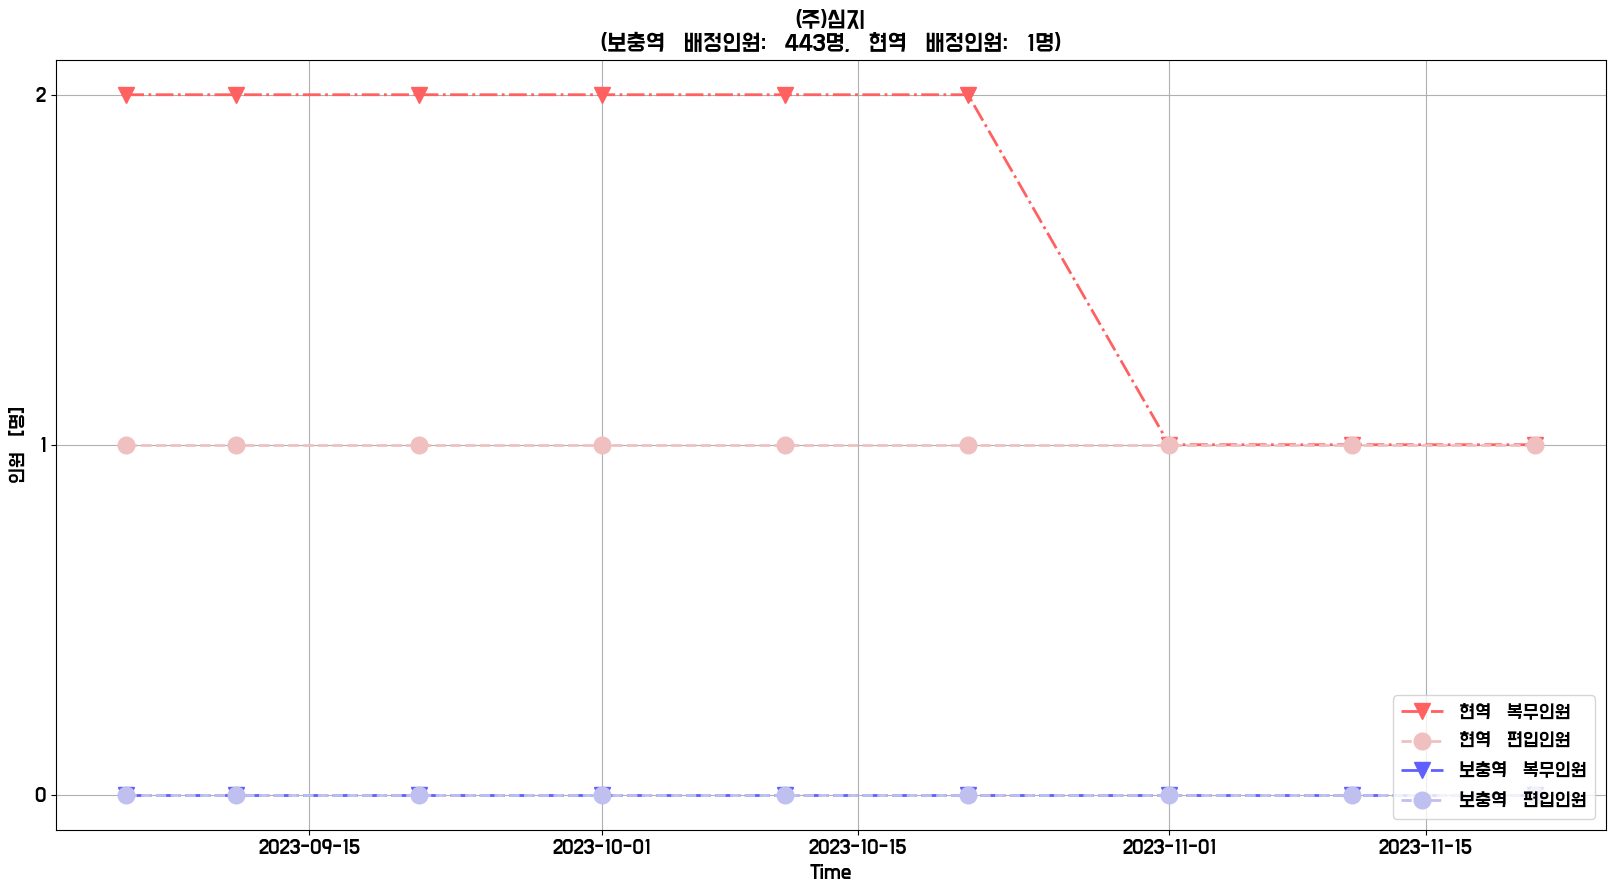 (주)심지
(보충역 배정인원: 443명, 현역 배정인원: 1명)
인원 [명]
2
1
0
현역 복무인원
현역 편입인원
보충역 복무인원
보충역 편입인원
2023-09-15
2023-10-01
2023-10-15
2023-11-01
2023-11-15
Time